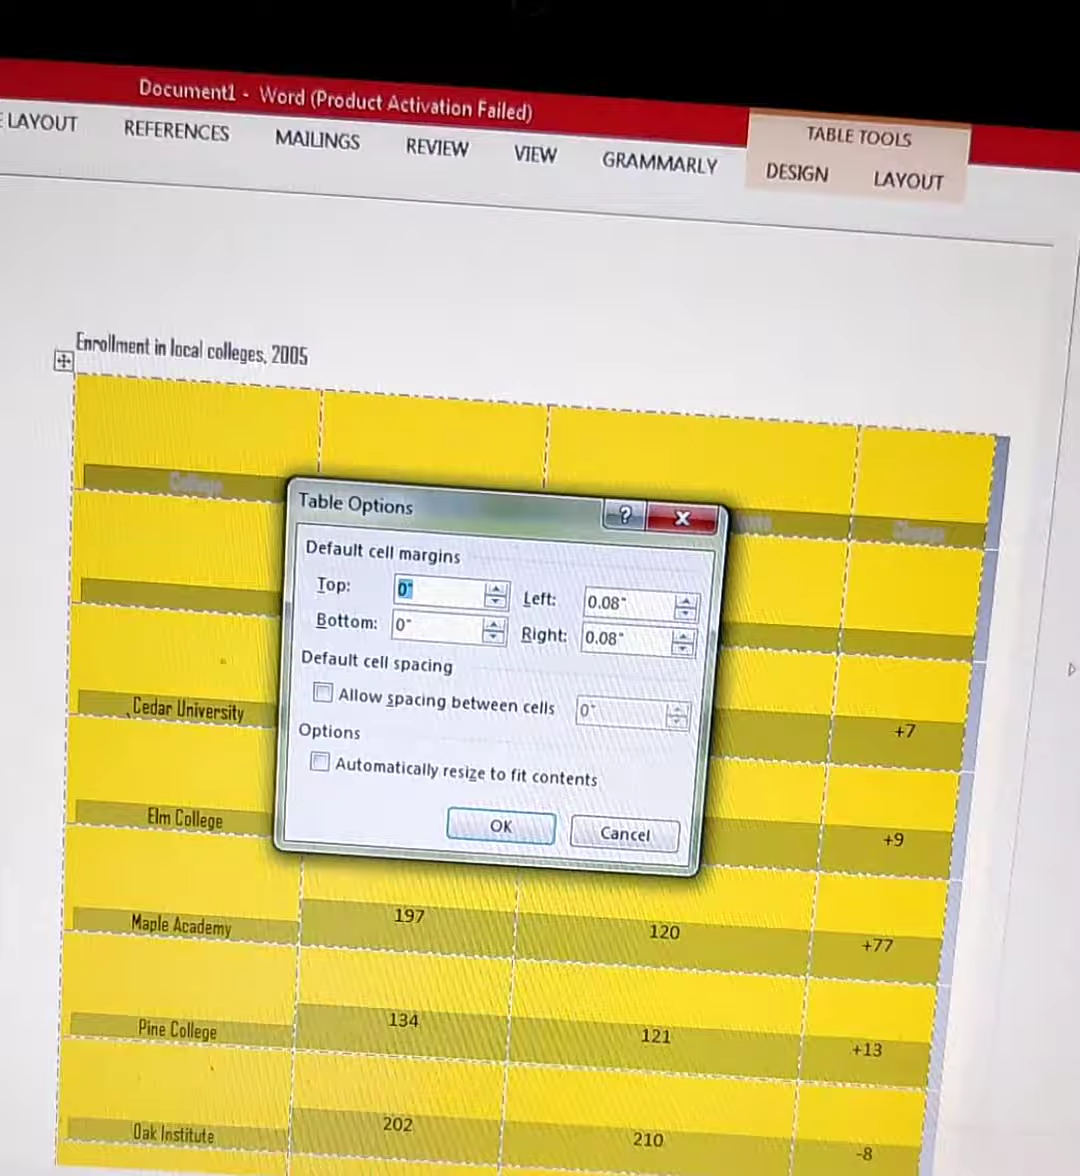 Document1 - Word (Product Activation Failed)
LAYOUT REFERENCES MAILINGS REVIEW VIEW GRAMMARLY TABLE TOOLS
DESIGN LAYOUT
Enrollment in local colleges, 2005
College Change
Table Options ? X
Default cell margins
Top: 0" Left: 0.08"
Bottom: 0" Right: 0.08"
Default cell spacing
Allow spacing between cells 0"
Options
Automatically resize to fit contents
OK Cancel
Cedar University +7
Elm College +9
Maple Academy 197 120 +77
Pine College 134 121 +13
Oak Institute 202 210 -8